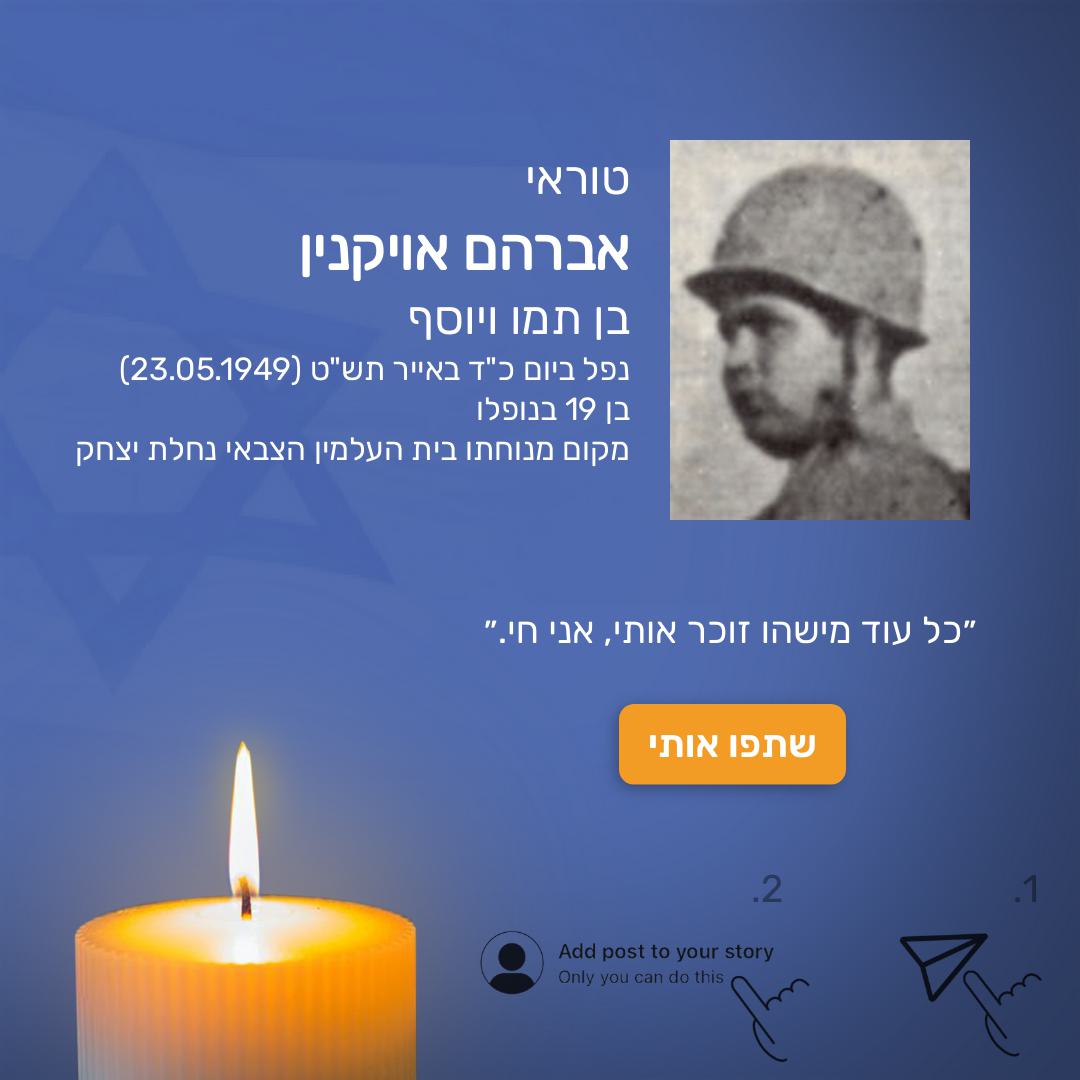 טוראי
אברהם אויקנין
בן תמו ויוסף
נפל ביום כ"ד באייר תש"ט (23.05.1949)
בן 19 בנופלו
מקום מנוחתו בית העלמין הצבאי נחלת יצחק
״כל עוד מישהו זוכר אותי, אני חי.״
שתפו אותי
1.
2.
Add post to your story
Only you can do this